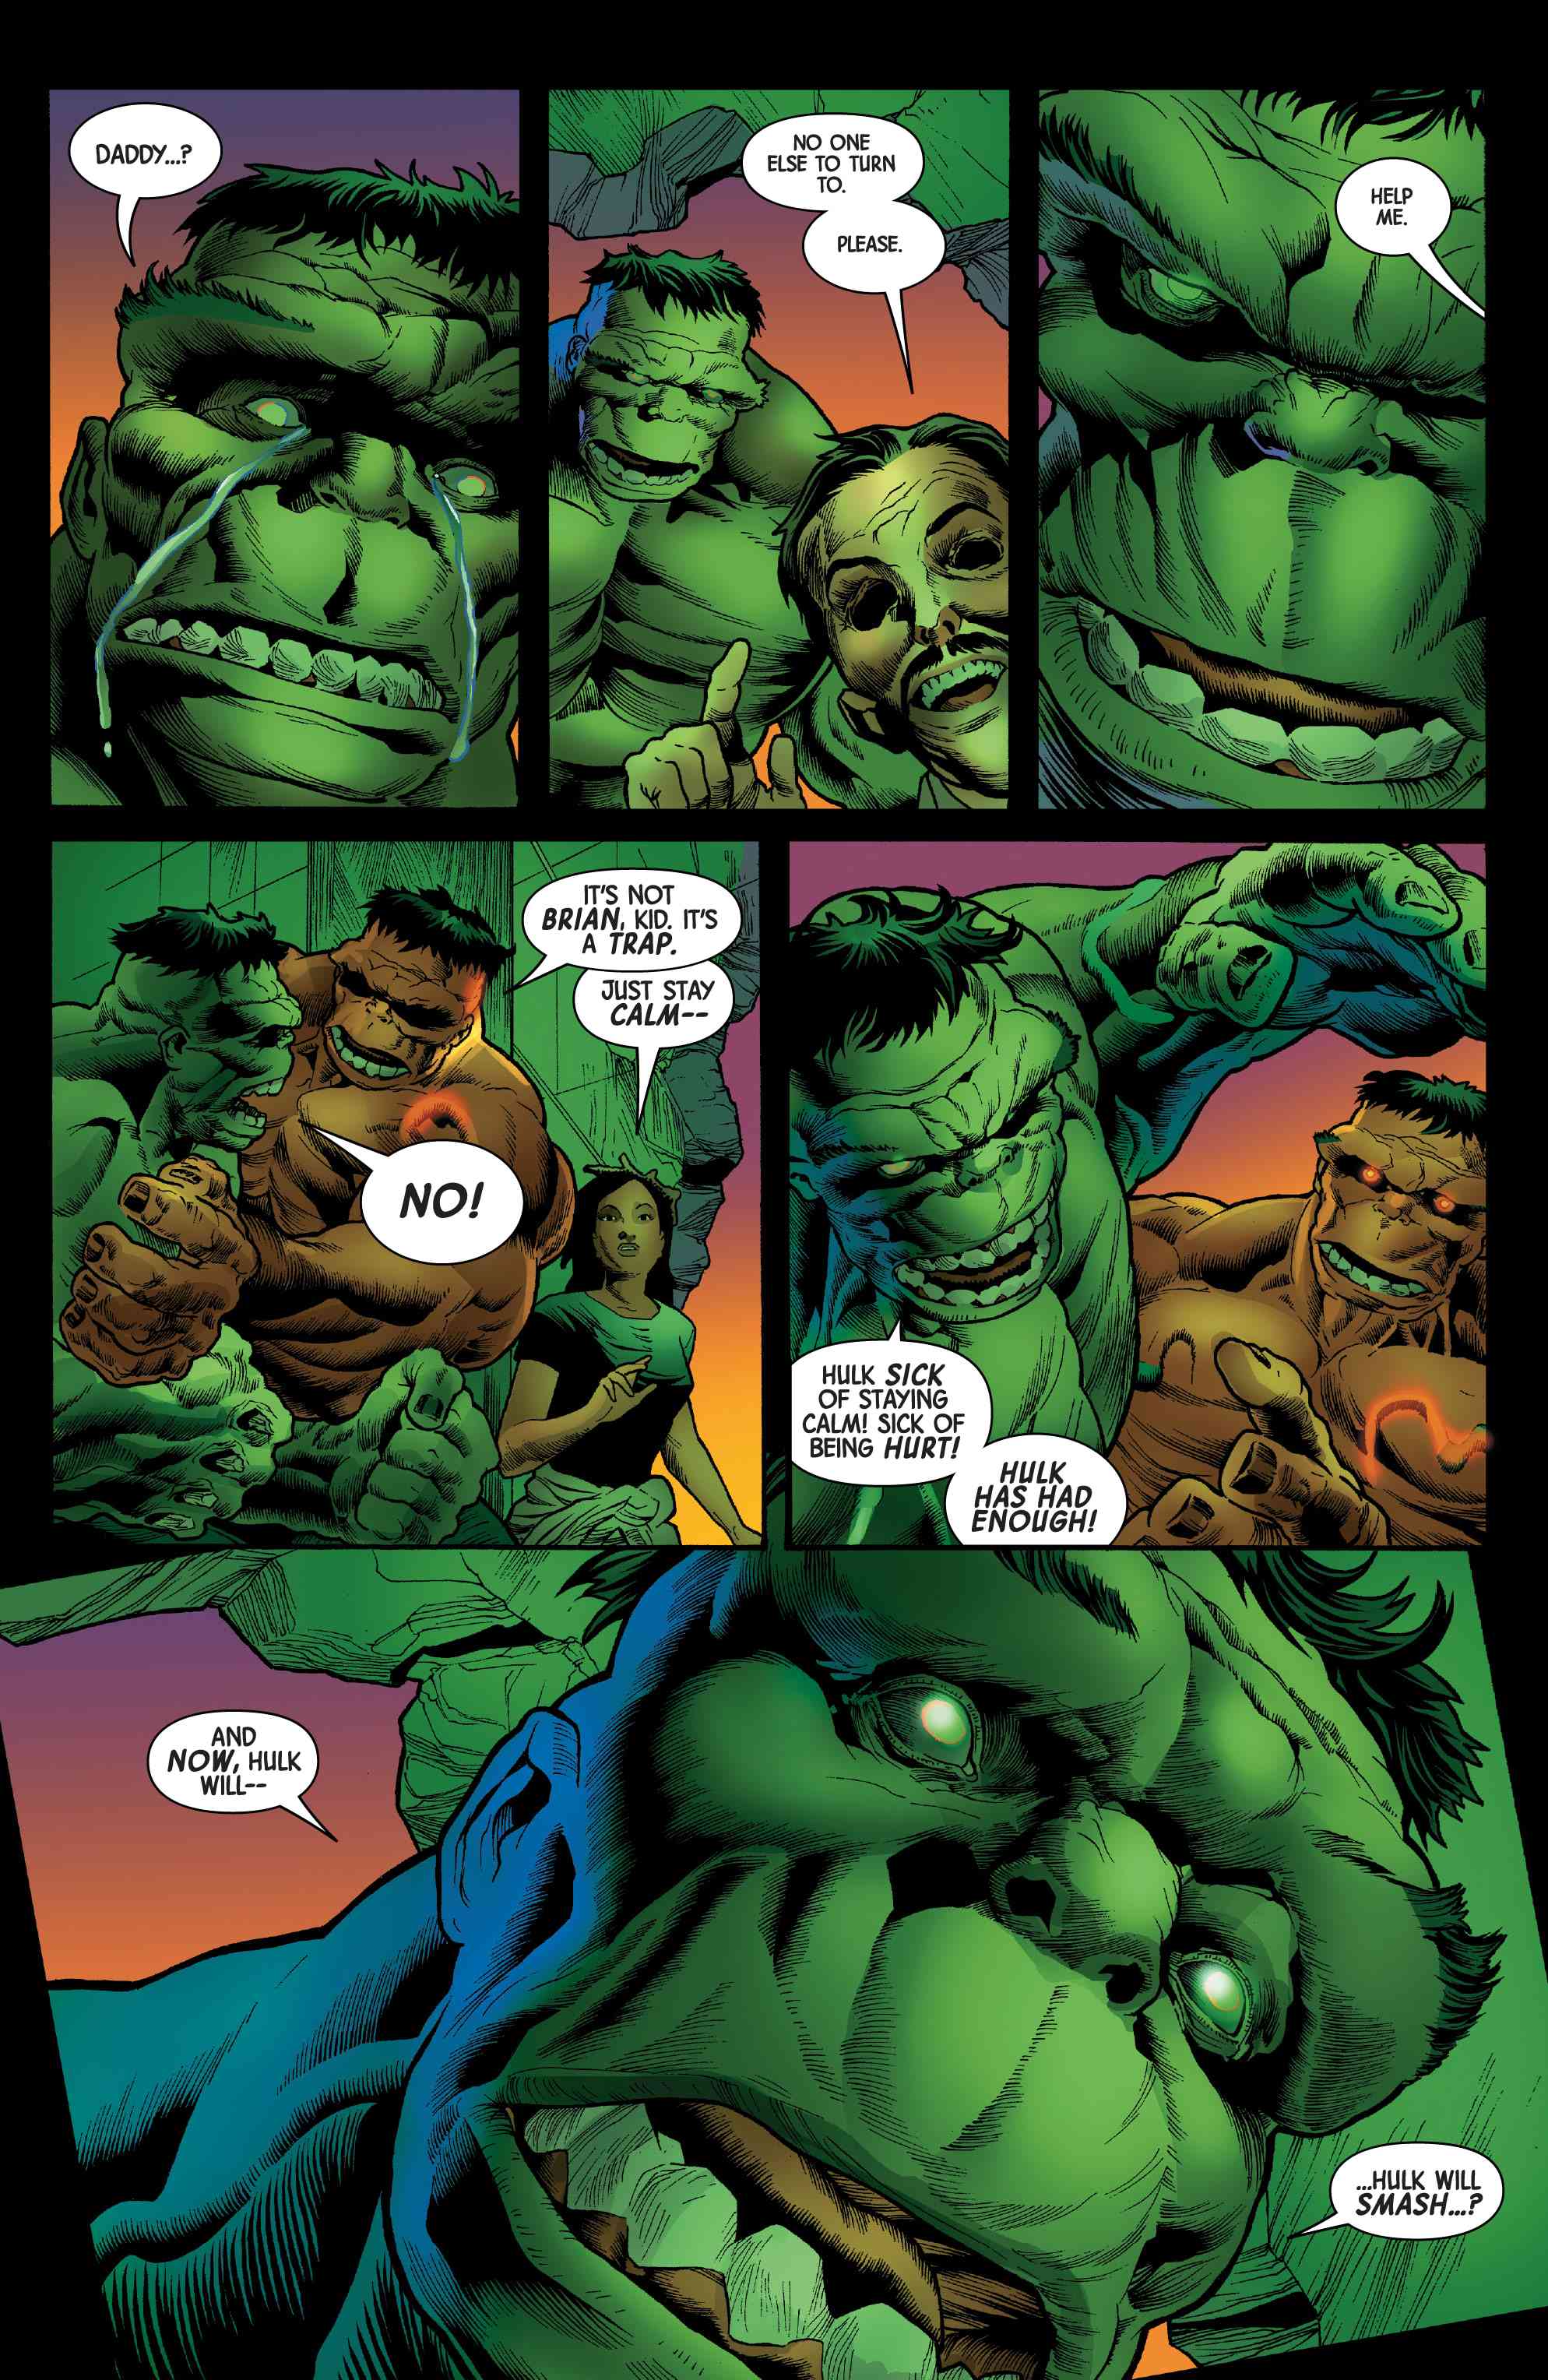 DADDY...?
NO ONE
ELSE TO TURN
TO.
PLEASE.
HELP
ME.
IT'S NOT
BRIAN, KID. IT'S
A TRAP.
JUST STAY
CALM--
NO!
HULK SICK
OF STAYING
CALM! SICK OF
BEING HURT!
HULK
HAS HAD
ENOUGH!
AND
NOW, HULK
WILL--
...HULK WILL
SMASH...?